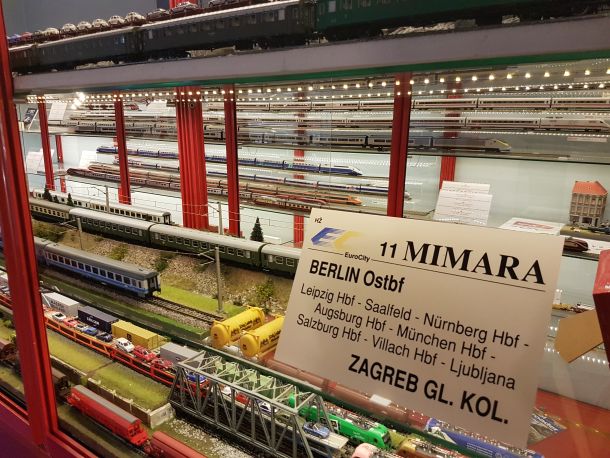 HŽ
EC
EuroCity
11 MIMARA
BERLIN Ostbf
Leipzig Hbf - Saalfeld - Nürnberg Hbf -
Augsburg Hbf - München Hbf -
Salzburg Hbf - Villach Hbf - Ljubljana
ZAGREB GL. KOL.